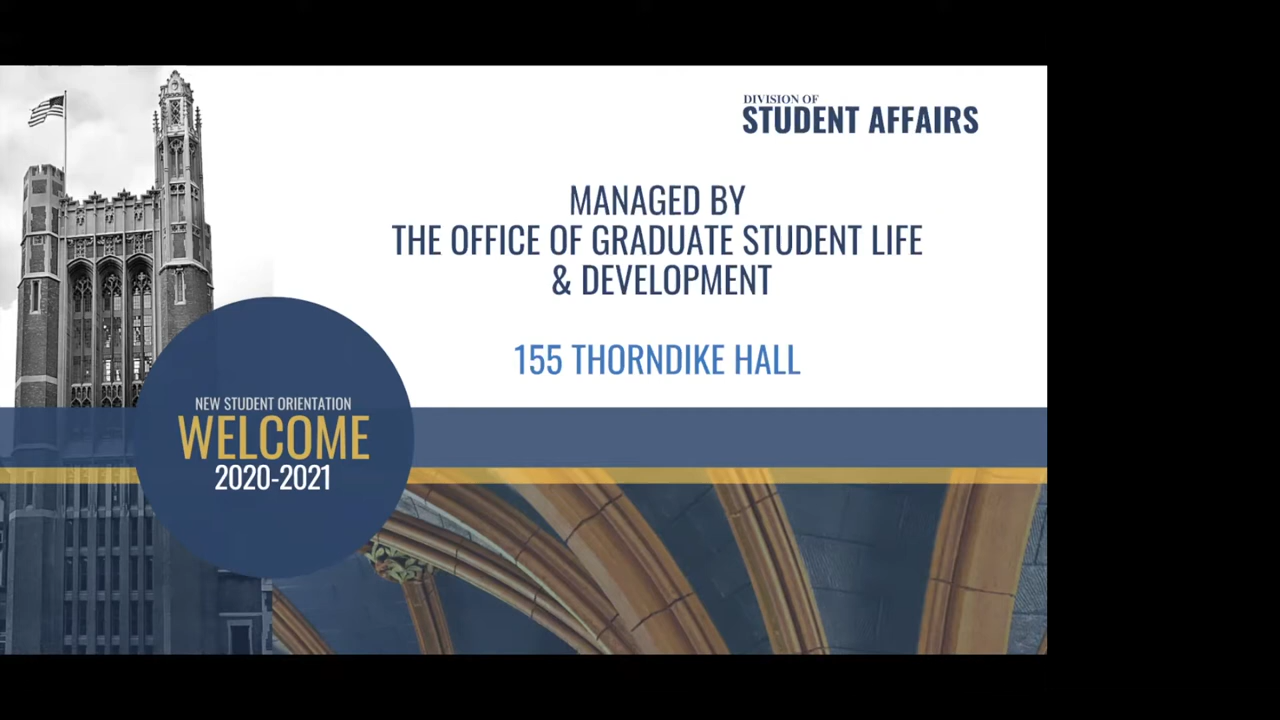 DIVISION OF
STUDENT AFFAIRS
MANAGED BY
THE OFFICE OF GRADUATE STUDENT LIFE
& DEVELOPMENT
155 THORNDIKE HALL
NEW STUDENT ORIENTATION
WELCOME
2020-2021